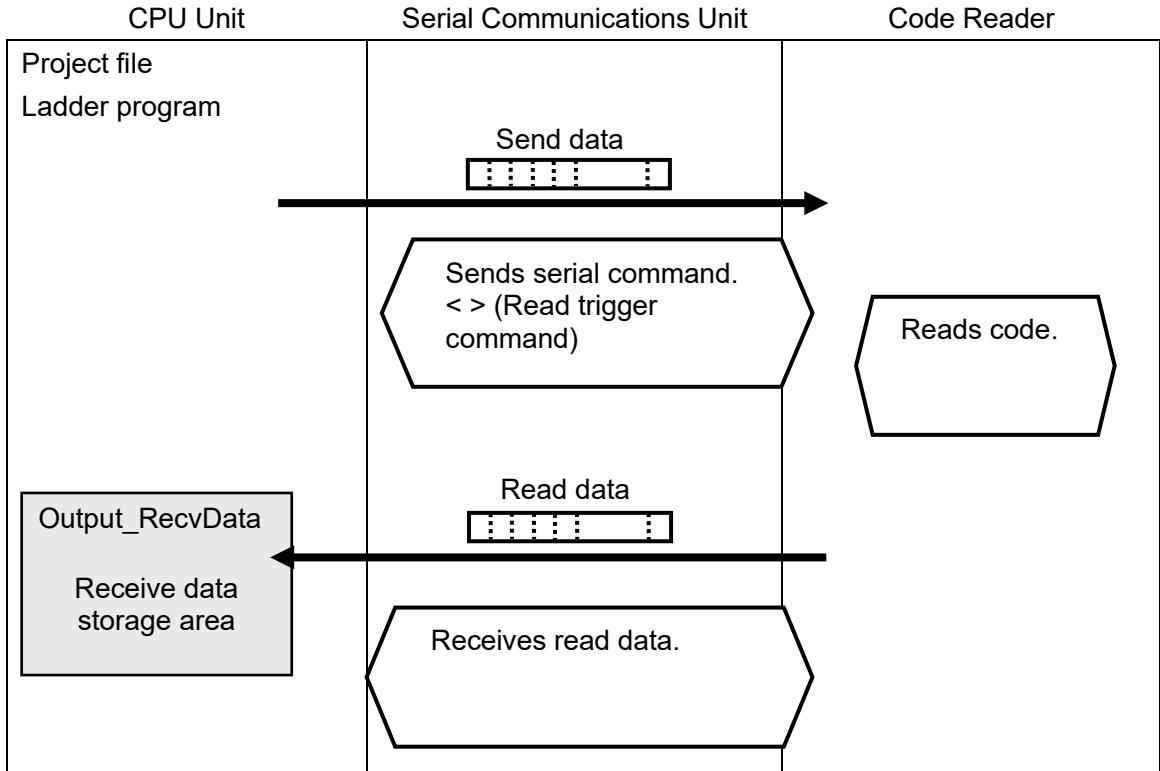 CPU Unit
Serial Communications Unit
Code Reader
Project file
Ladder program
Send data
Sends serial command.
< > (Read trigger
command)
Reads code.
Read data
Output_RecvData
Receive data
storage area
Receives read data.